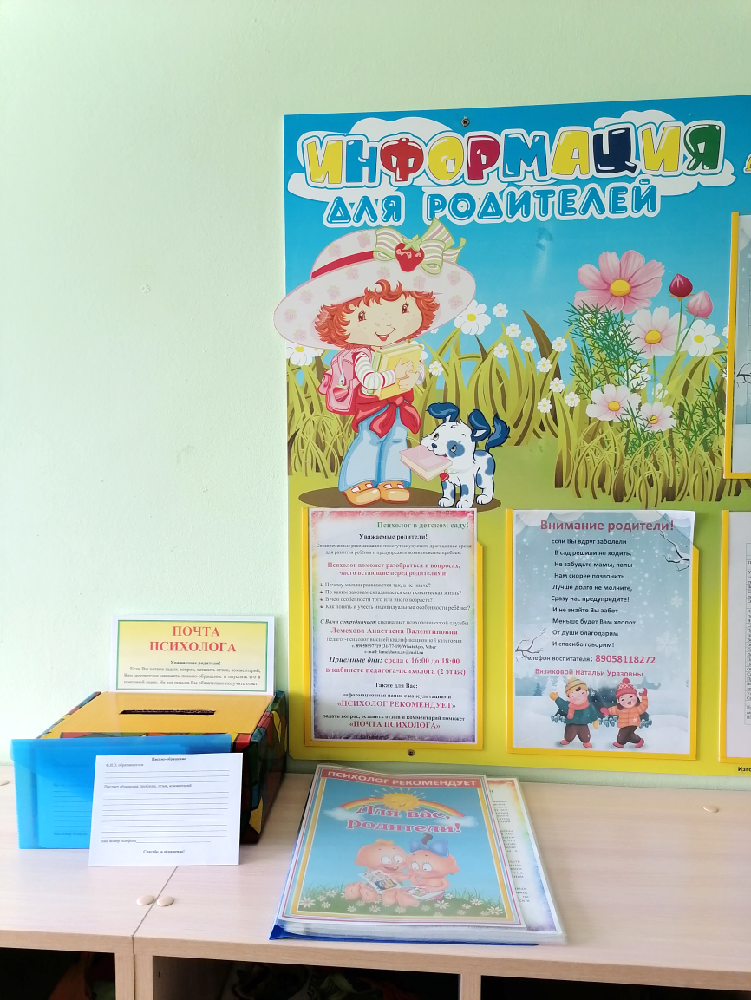 ИНФОРМАЦИЯ
ДЛЯ РОДИТЕЛЕЙ
Психолог в детском саду!
Уважаемые родители!
Своевременные рекомендации помогут не упустить драгоценное время
для развития ребёнка и предупредить возникновение проблем.
Психолог поможет разобраться в вопросах,
часто встающие перед родителями:
Почему малыш развивается так, а не иначе?
По каким законам складывается его психическая жизнь?
В чём особенности того или иного возраста?
Как понять и учесть индивидуальные особенности ребёнка?
С Вами сотрудничает специалист психологической службы
Лемехова Анастасия Валентиновна
педагог-психолог высшей квалификационной категории
т. 89058997729 (31-77-19) WhatsApp, Viber
Приемные дни: среда с 16:00 до 18:00
в кабинете педагога-психолога (2 этаж)
Также для Вас:
информационная папка с консультациями
«ПСИХОЛОГ РЕКОМЕНДУЕТ»
задать вопрос, оставить отзыв и комментарий поможет
«ПОЧТА ПСИХОЛОГА»
Внимание родители!
Если Вы вдруг заболели
В сад решили не ходить,
Не забудьте мамы, папы
Нам скорее позвонить.
Лучше долго не молчите,
Сразу нас предупредите!
И не знайте Вы забот –
Меньше будет Вам хлопот!
От души благодарим
И спасибо говорим!
Телефон воспитателя: 89058118272
Вязиковой Натальи Уразовны
ПОЧТА
ПСИХОЛОГА
Уважаемые родители!
Если Вы хотите задать вопрос, оставить отзыв, комментарий,
Вам достаточно написать письмо-обращение и опустить его в
почтовый ящик. На все письма Вы обязательно получите ответ.
Письмо-обращение
Ф.И.О. обратившегося
Предмет обращения: проблема, отзыв, комментарий
Ваш номер телефона
Спасибо за обращение!
ПСИХОЛОГ РЕКОМЕНДУЕТ
Для вас,
родители!